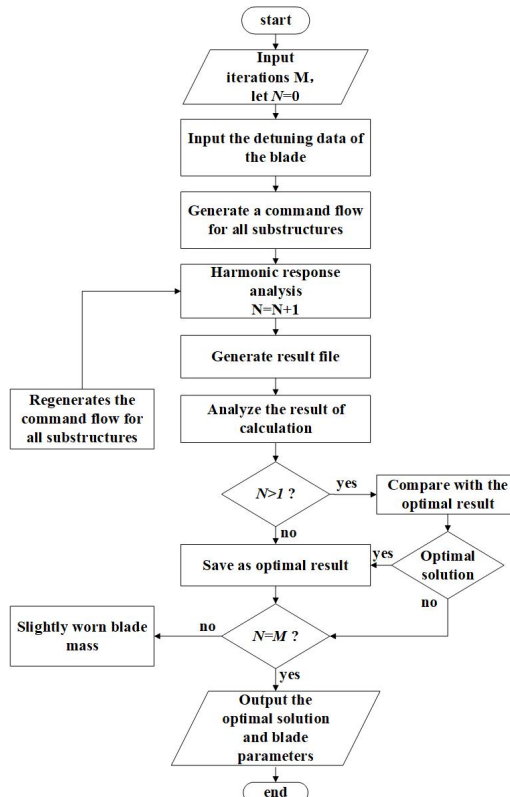 start
Input
iterations M,
let N=0
Input the detuning data of
the blade
Generate a command flow
for all substructures
Harmonic response
analysis
N=N+1
Generate result file
Regenerates the
command flow for
all substructures
Analyze the result of
calculation
N>1 ?
yes
Compare with the
optimal result
no
Save as optimal result
yes
Optimal
solution
no
Slightly worn blade
mass
no
N=M ?
yes
Output the
optimal solution
and blade
parameters
end